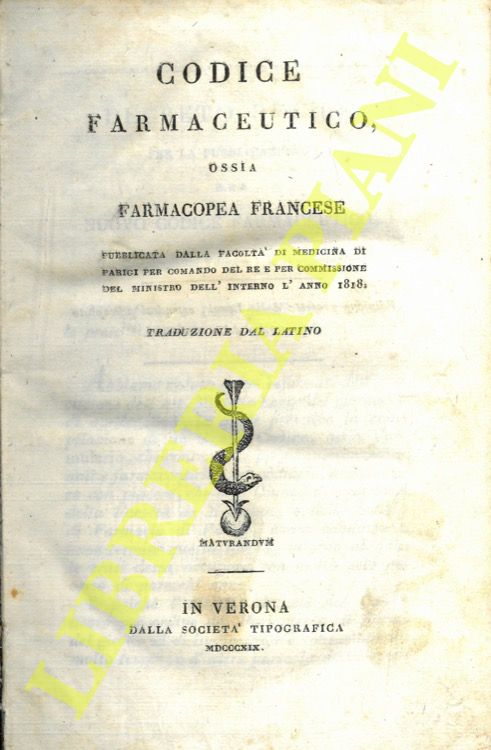 CODICE
FARMACEUTICO,
OSSIA
FARMACOPEA FRANCESE
PUBBLICATA DALLA FACOLTA' DI MEDICINA DI
PARIGI PER COMANDO DEL RE E PER COMMISSIONE
DEL MINISTRO DELL' INTERNO L' ANNO 1818:
TRADUZIONE DAL LATINO
MATVRANDVM
IN VERONA
DALLA SOCIETA' TIPOGRAFICA
MDCCCXIX.
LIBRERIA PIANI